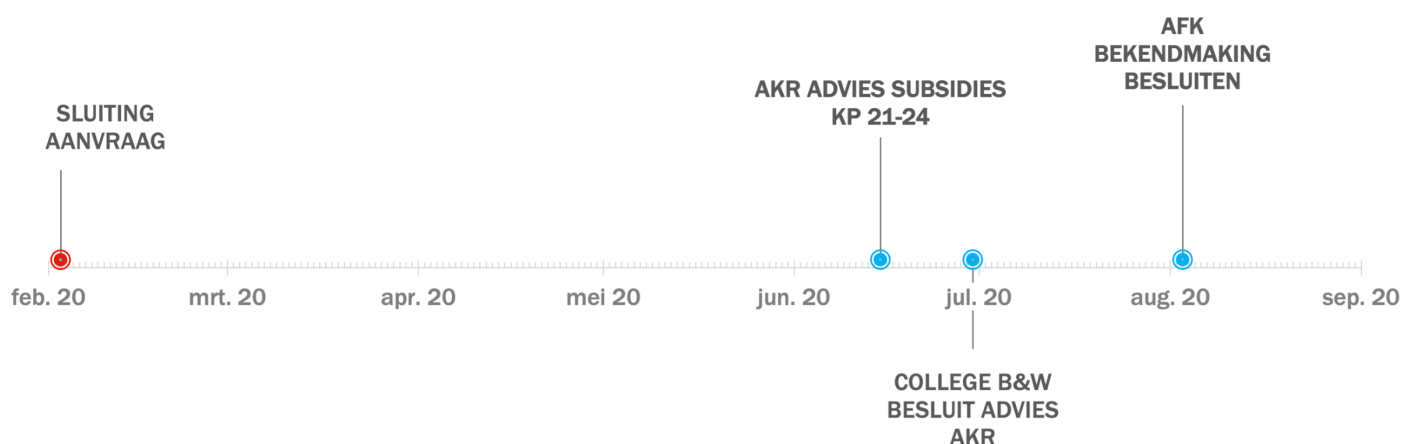 AFK
BEKENDMAKING
BESLUITEN
AKR ADVIES SUBSIDIES
KP 21-24
SLUITING
AANVRAAG
feb. 20
mrt. 20
apr. 20
mei 20
jun. 20
jul. 20
aug. 20
sep. 20
COLLEGE B&W
BESLUIT ADVIES
AKR